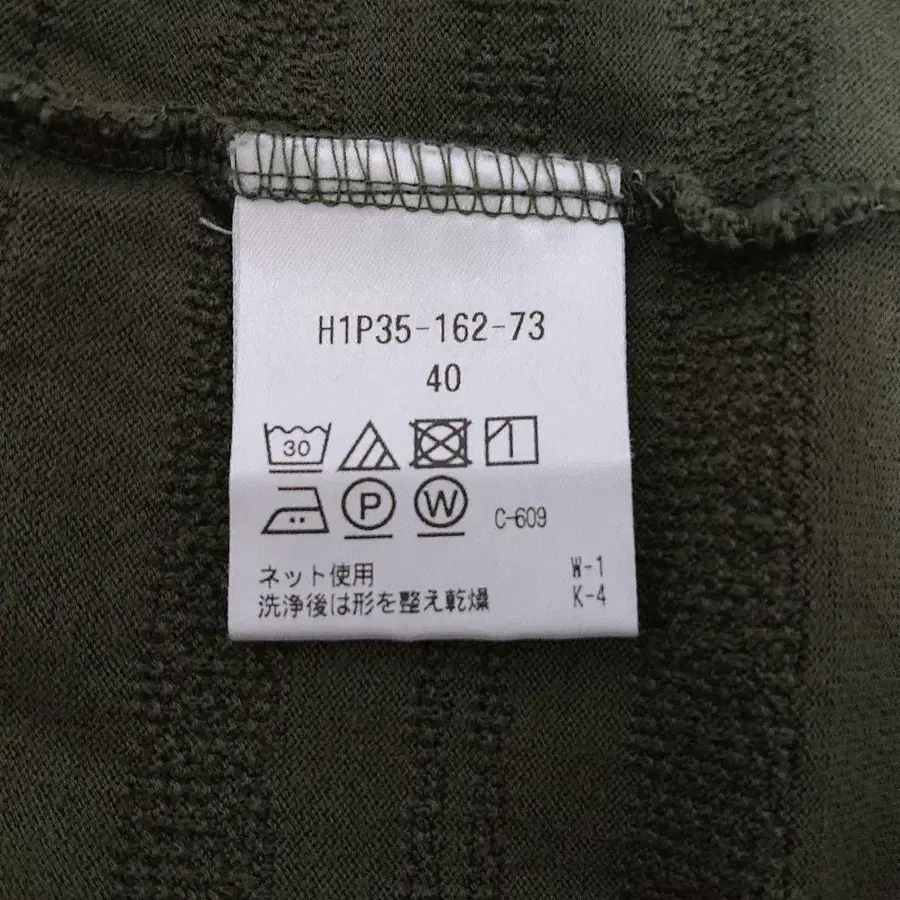 H1P35-162-73
40
30
P W C-609
ネット使用 W-1
洗浄後は形を整え乾燥 K-4